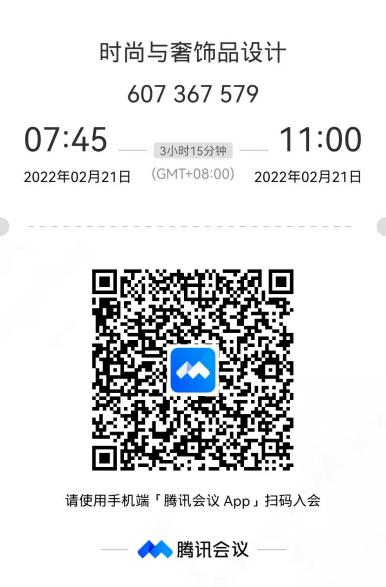 时尚与奢饰品设计
607 367 579
07:45 3小时15分钟 11:00
2022年02月21日 (GMT+08:00) 2022年02月21日
请使用手机端「腾讯会议 App」扫码入会
腾讯会议